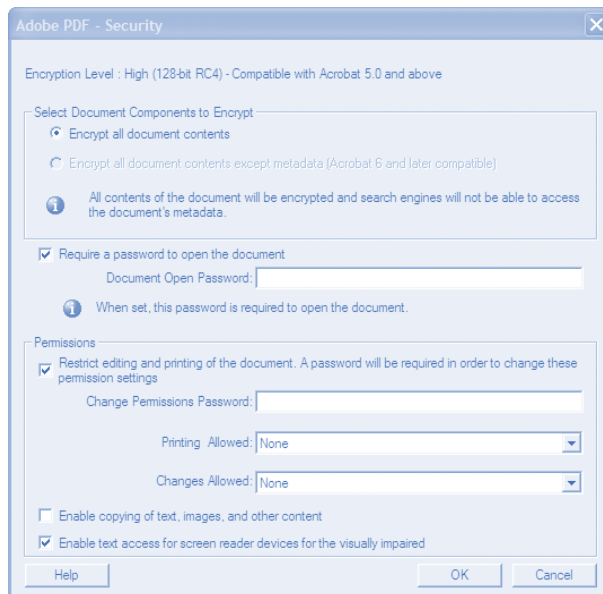 Adobe PDF - Security
Encryption Level : High (128-bit RC4) - Compatible with Acrobat 5.0 and above
Select Document Components to Encrypt
Encrypt all document contents
Encrypt all document contents except metadata (Acrobat 6 and later compatible)
All contents of the document will be encrypted and search engines will not be able to access
the document's metadata.
Require a password to open the document
Document Open Password:
When set, this password is required to open the document.
Permissions
Restrict editing and printing of the document. A password will be required in order to change these
permission settings
Change Permissions Password:
Printing Allowed: None
Changes Allowed: None
Enable copying of text, images, and other content
Enable text access for screen reader devices for the visually impaired
Help OK Cancel